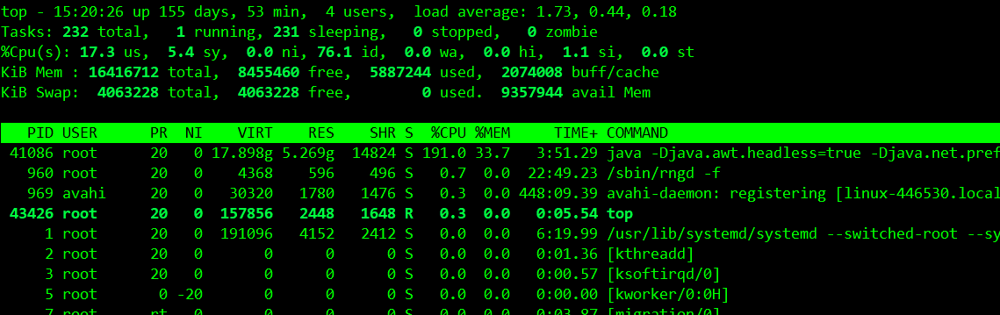 top - 15:20:26 up 155 days, 53 min,  4 users,  load average: 1.73, 0.44, 0.18
Tasks: 232 total,   1 running, 231 sleeping,   0 stopped,   0 zombie
%Cpu(s): 17.3 us,  5.4 sy,  0.0 ni, 76.1 id,  0.0 wa,  0.0 hi,  1.1 si,  0.0 st
KiB Mem : 16416712 total,  8455460 free,  5887244 used,  2074008 buff/cache
KiB Swap:  4063228 total,  4063228 free,        0 used.  9357944 avail Mem
PID USER      PR  NI    VIRT    RES    SHR S  %CPU %MEM     TIME+ COMMAND
41086 root      20   0 17.898g 5.269g  14824 S 191.0 33.7   3:51.29 java -Djava.awt.headless=true -Djava.net.pref
960 root      20   0    4368    596    496 S   0.7  0.0  22:49.23 /sbin/rngd -f
969 avahi     20   0   30320   1780   1476 S   0.3  0.0 448:09.39 avahi-daemon: registering [linux-446530.local
43426 root      20   0  157856   2448   1648 R   0.3  0.0   0:05.54 top
1 root      20   0  191096   4152   2412 S   0.0  0.0   6:19.99 /usr/lib/systemd/systemd --switched-root --sy
2 root      20   0       0      0      0 S   0.0  0.0   0:01.36 [kthreadd]
3 root      20   0       0      0      0 S   0.0  0.0   0:00.57 [ksoftirqd/0]
5 root       0 -20       0      0      0 S   0.0  0.0   0:00.00 [kworker/0:0H]
7 root      rt   0       0      0      0 S   0.0  0.0   0:03.87 [migration/0]